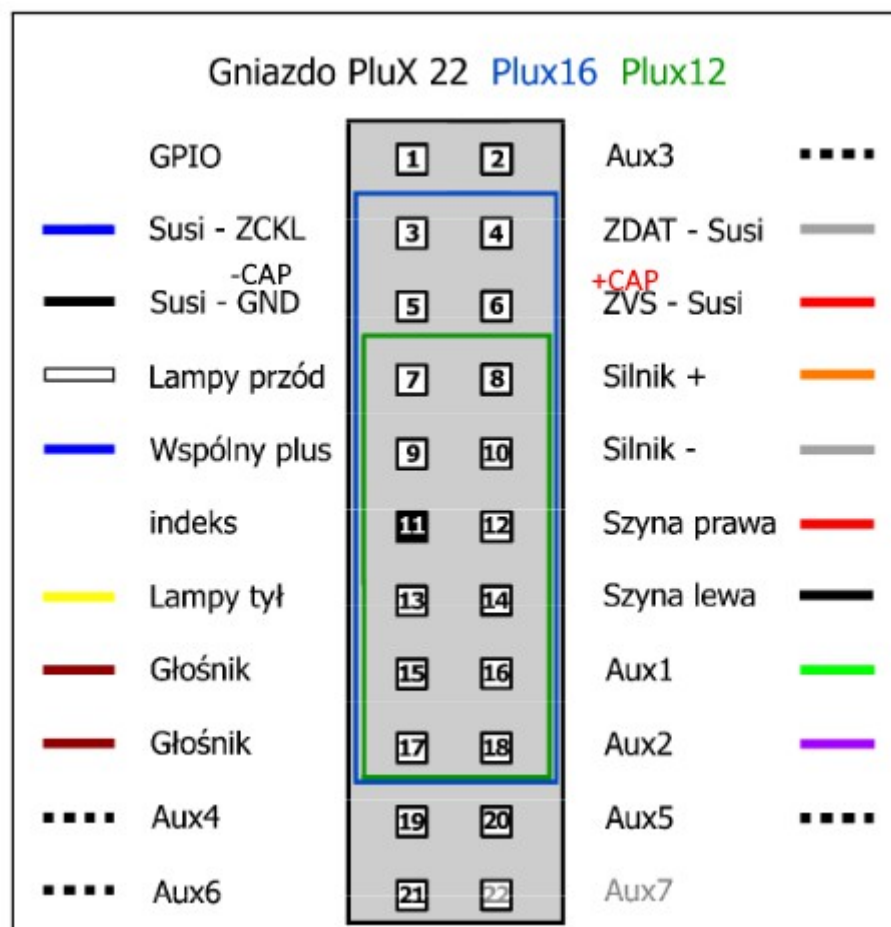 Gniazdo PluX 22 Plux16 Plux12
GPIO 1 2 Aux3
Susi - ZCKL 3 4 ZDAT - Susi
-CAP +CAP
Susi - GND 5 6 ZVS - Susi
Lampy przód 7 8 Silnik +
Wspólny plus 9 10 Silnik -
indeks 11 12 Szyna prawa
Lampy tył 13 14 Szyna lewa
Głośnik 15 16 Aux1
Głośnik 17 18 Aux2
Aux4 19 20 Aux5
Aux6 21 22 Aux7